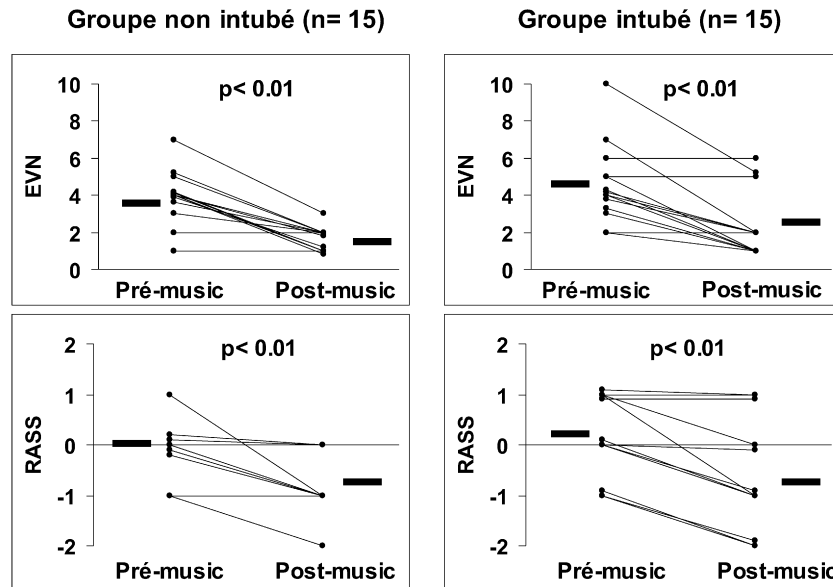 Groupe non intubé (n= 15)
Groupe intubé (n= 15)
p< 0.01
10
8
6
4
2
0
EVN
Pré-music
Post-music
p< 0.01
10
8
6
4
2
0
EVN
Pré-music
Post-music
p< 0.01
2
1
0
-1
-2
RASS
Pré-music
Post-music
p< 0.01
2
1
0
-1
-2
RASS
Pré-music
Post-music